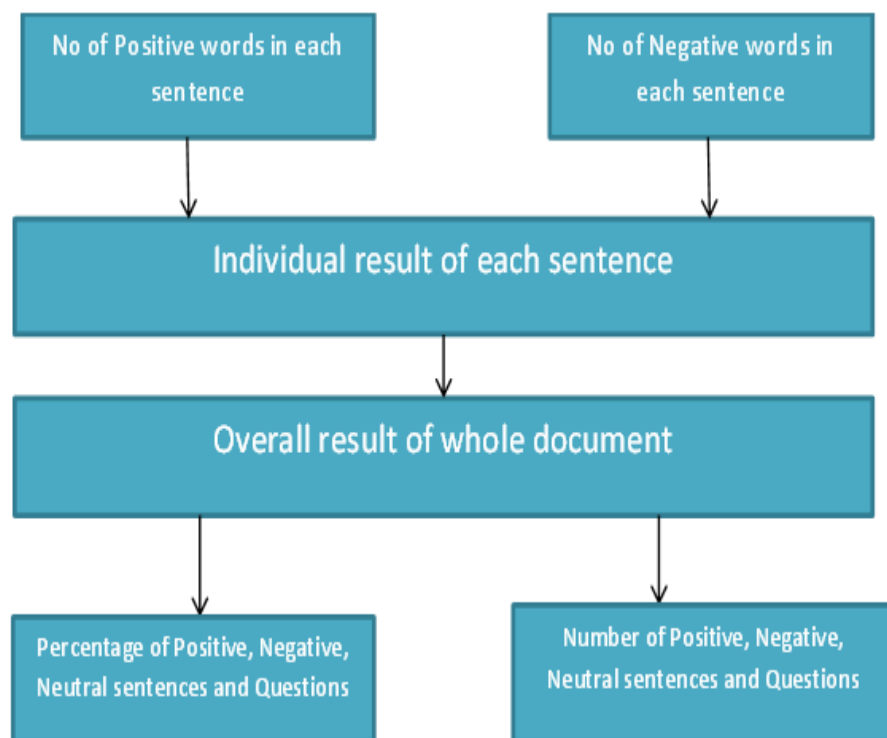 No of Positive words in each
sentence
No of Negative words in
each sentence
Individual result of each sentence
Overall result of whole document
Percentage of Positive, Negative,
Neutral sentences and Questions
Number of Positive, Negative,
Neutral sentences and Questions